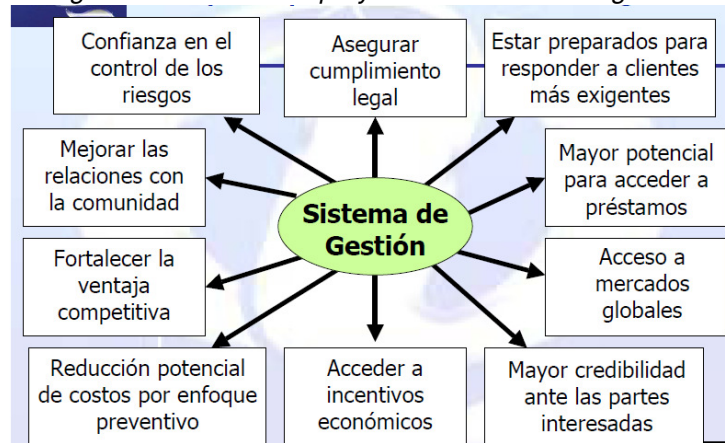 Confianza en el
control de los
riesgos
Asegurar
cumplimiento
legal
Estar preparados para
responder a clientes
más exigentes
Mejorar las
relaciones con
la comunidad
Mayor potencial
para acceder a
préstamos
Sistema de
Gestión
Fortalecer la
ventaja
competitiva
Acceso a
mercados
globales
Reducción potencial
de costos por enfoque
preventivo
Acceder a
incentivos
económicos
Mayor credibilidad
ante las partes
interesadas